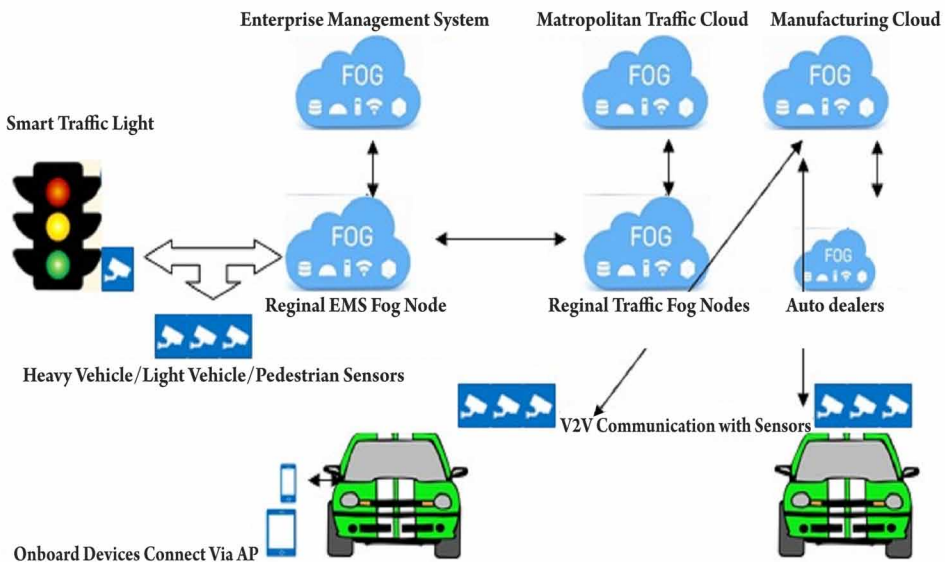 Enterprise Management System
Matropolitan Traffic Cloud
Manufacturing Cloud
FOG
FOG
FOG
Smart Traffic Light
FOG
FOG
FOG
Reginal EMS Fog Node
Reginal Traffic Fog Nodes
Auto dealers
Heavy Vehicle/Light Vehicle/Pedestrian Sensors
V2V Communication with Sensors
Onboard Devices Connect Via AP